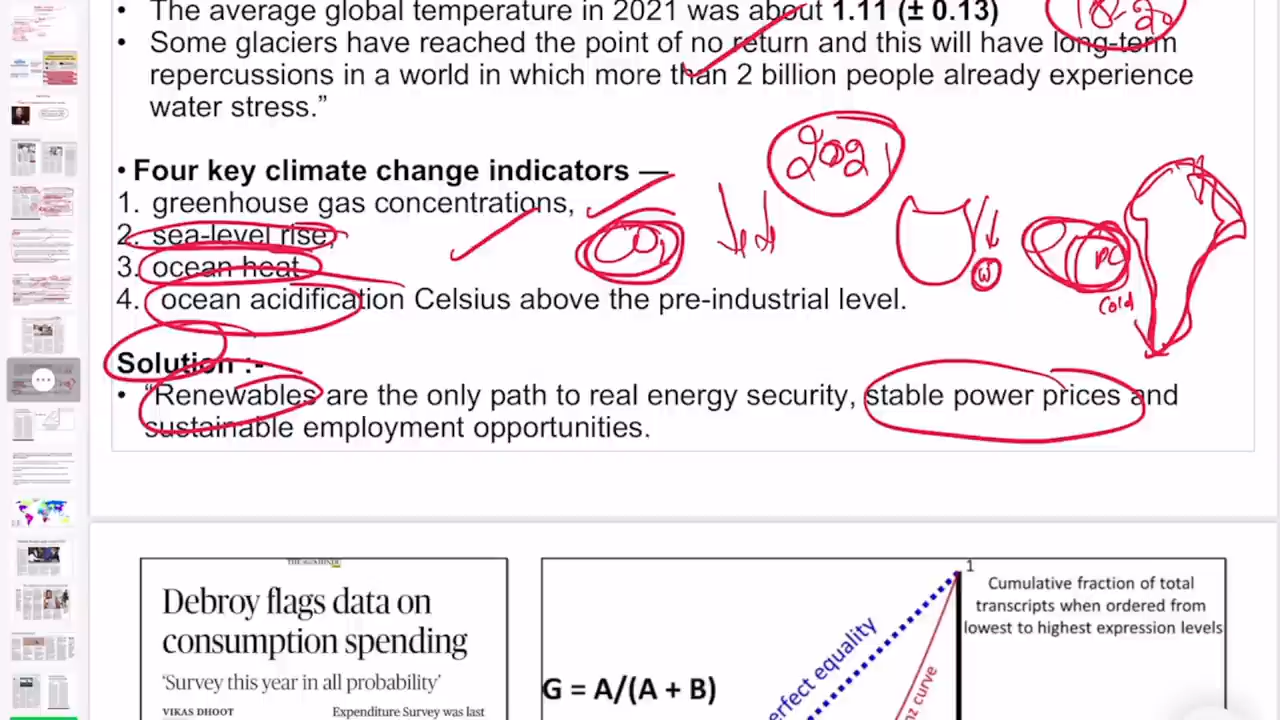 • The average global temperature in 2021 was about 1.11 (± 0.13)
• Some glaciers have reached the point of no return and this will have long-term
repercussions in a world in which more than 2 billion people already experience
water stress.”
2021
• Four key climate change indicators —
1. greenhouse gas concentrations,
2. sea-level rise,
3. ocean heat
4. ocean acidification Celsius above the pre-industrial level.
Cold
Solution :-
• “Renewables are the only path to real energy security, stable power prices and
sustainable employment opportunities.
Debroy flags data on
consumption spending
‘Survey this year in all probability’
VIKAS DHOOT
Expenditure Survey was last
G = A/(A + B)
1
Cumulative fraction of total
transcripts when ordered from
lowest to highest expression levels
equality
curve